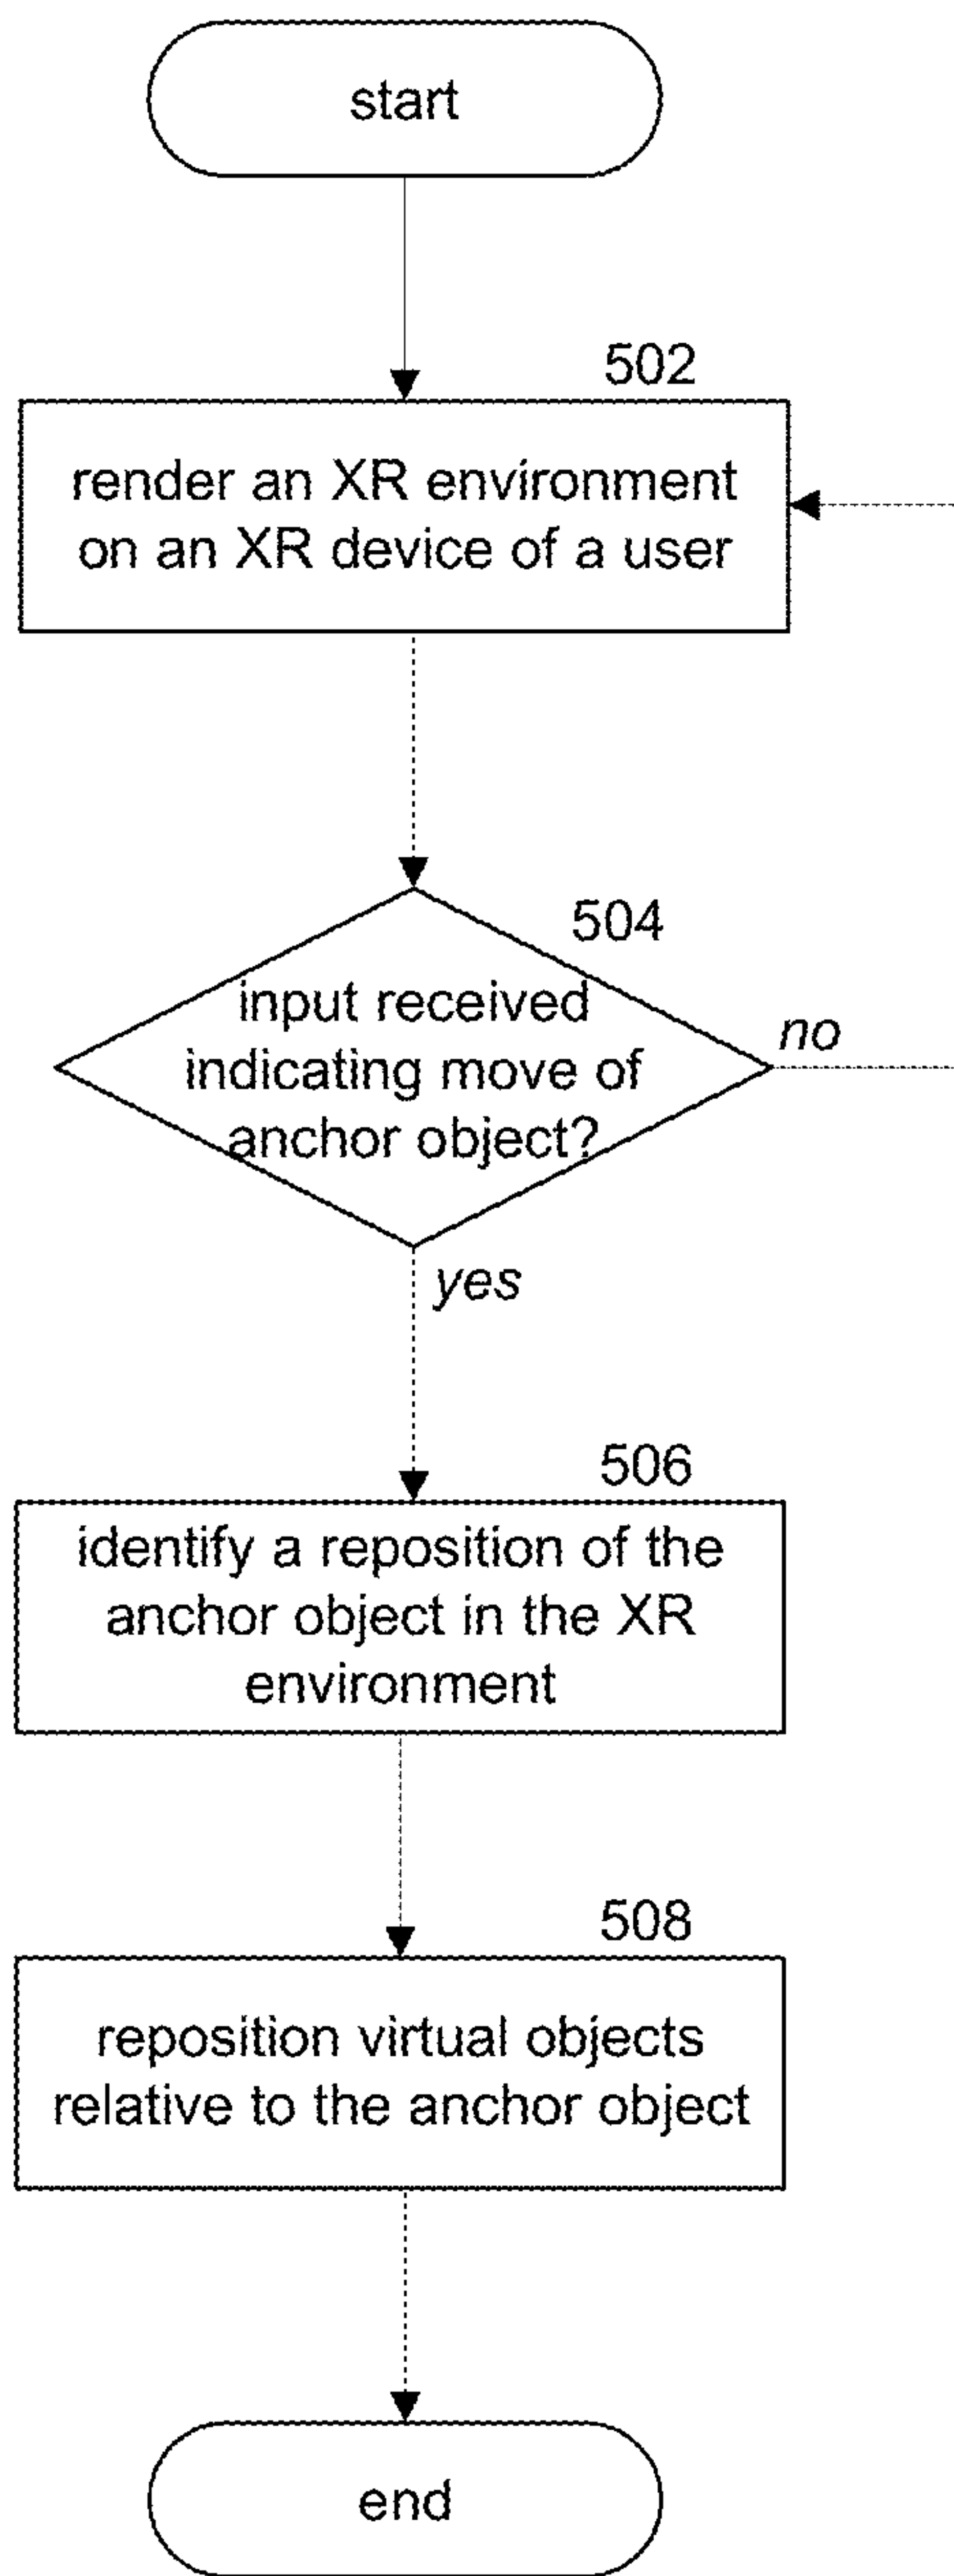 start
502
render an XR environment
on an XR device of a user
504
input received
indicating move of
anchor object?
no
yes
506
identify a reposition of the
anchor object in the XR
environment
508
reposition virtual objects
relative to the anchor object
end